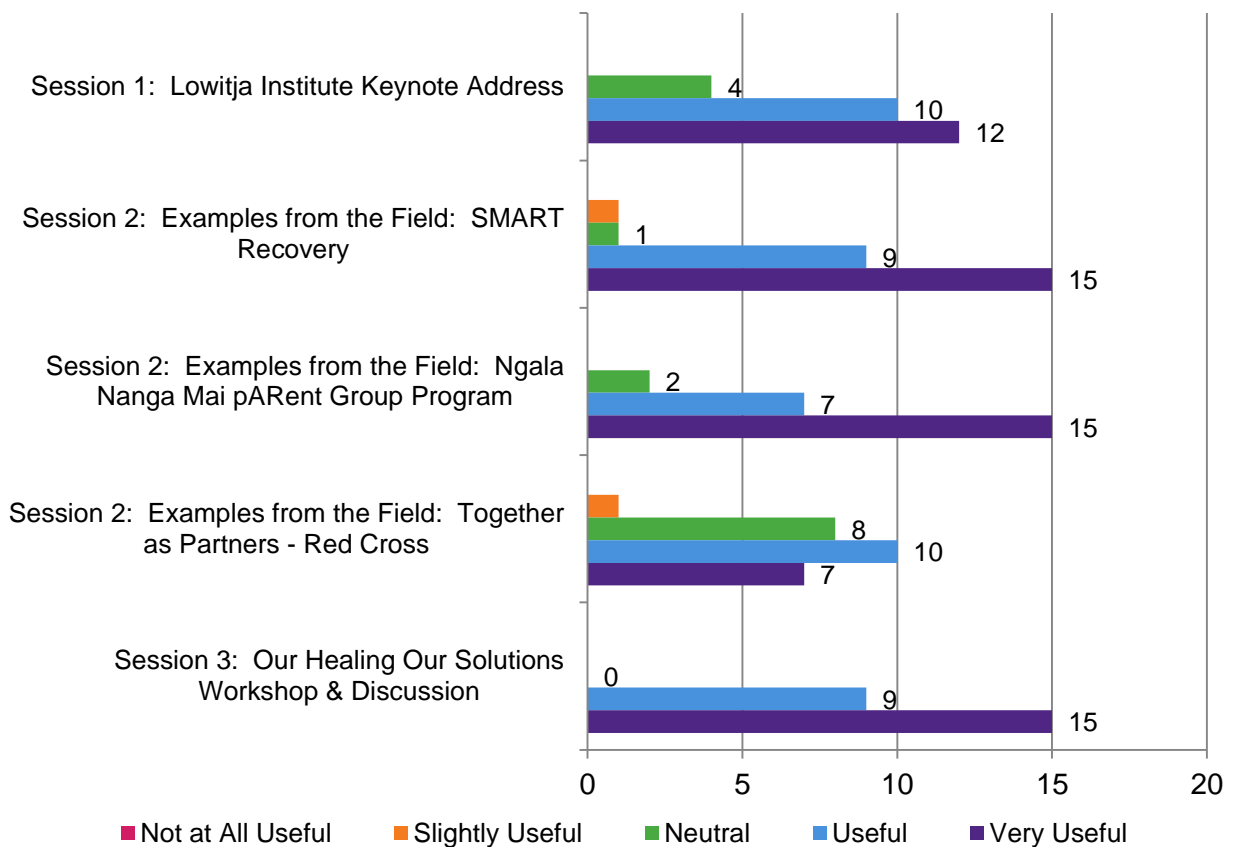 Session 1:  Lowitja Institute Keynote Address
4
10
12
Session 2:  Examples from the Field:  SMART
Recovery
1
9
15
Session 2:  Examples from the Field:  Ngala
Nanga Mai pARent Group Program
2
7
15
Session 2:  Examples from the Field:  Together
as Partners - Red Cross
8
10
7
Session 3:  Our Healing Our Solutions
Workshop & Discussion
0
9
15
0 5 10 15 20
Not at All Useful Slightly Useful Neutral Useful Very Useful